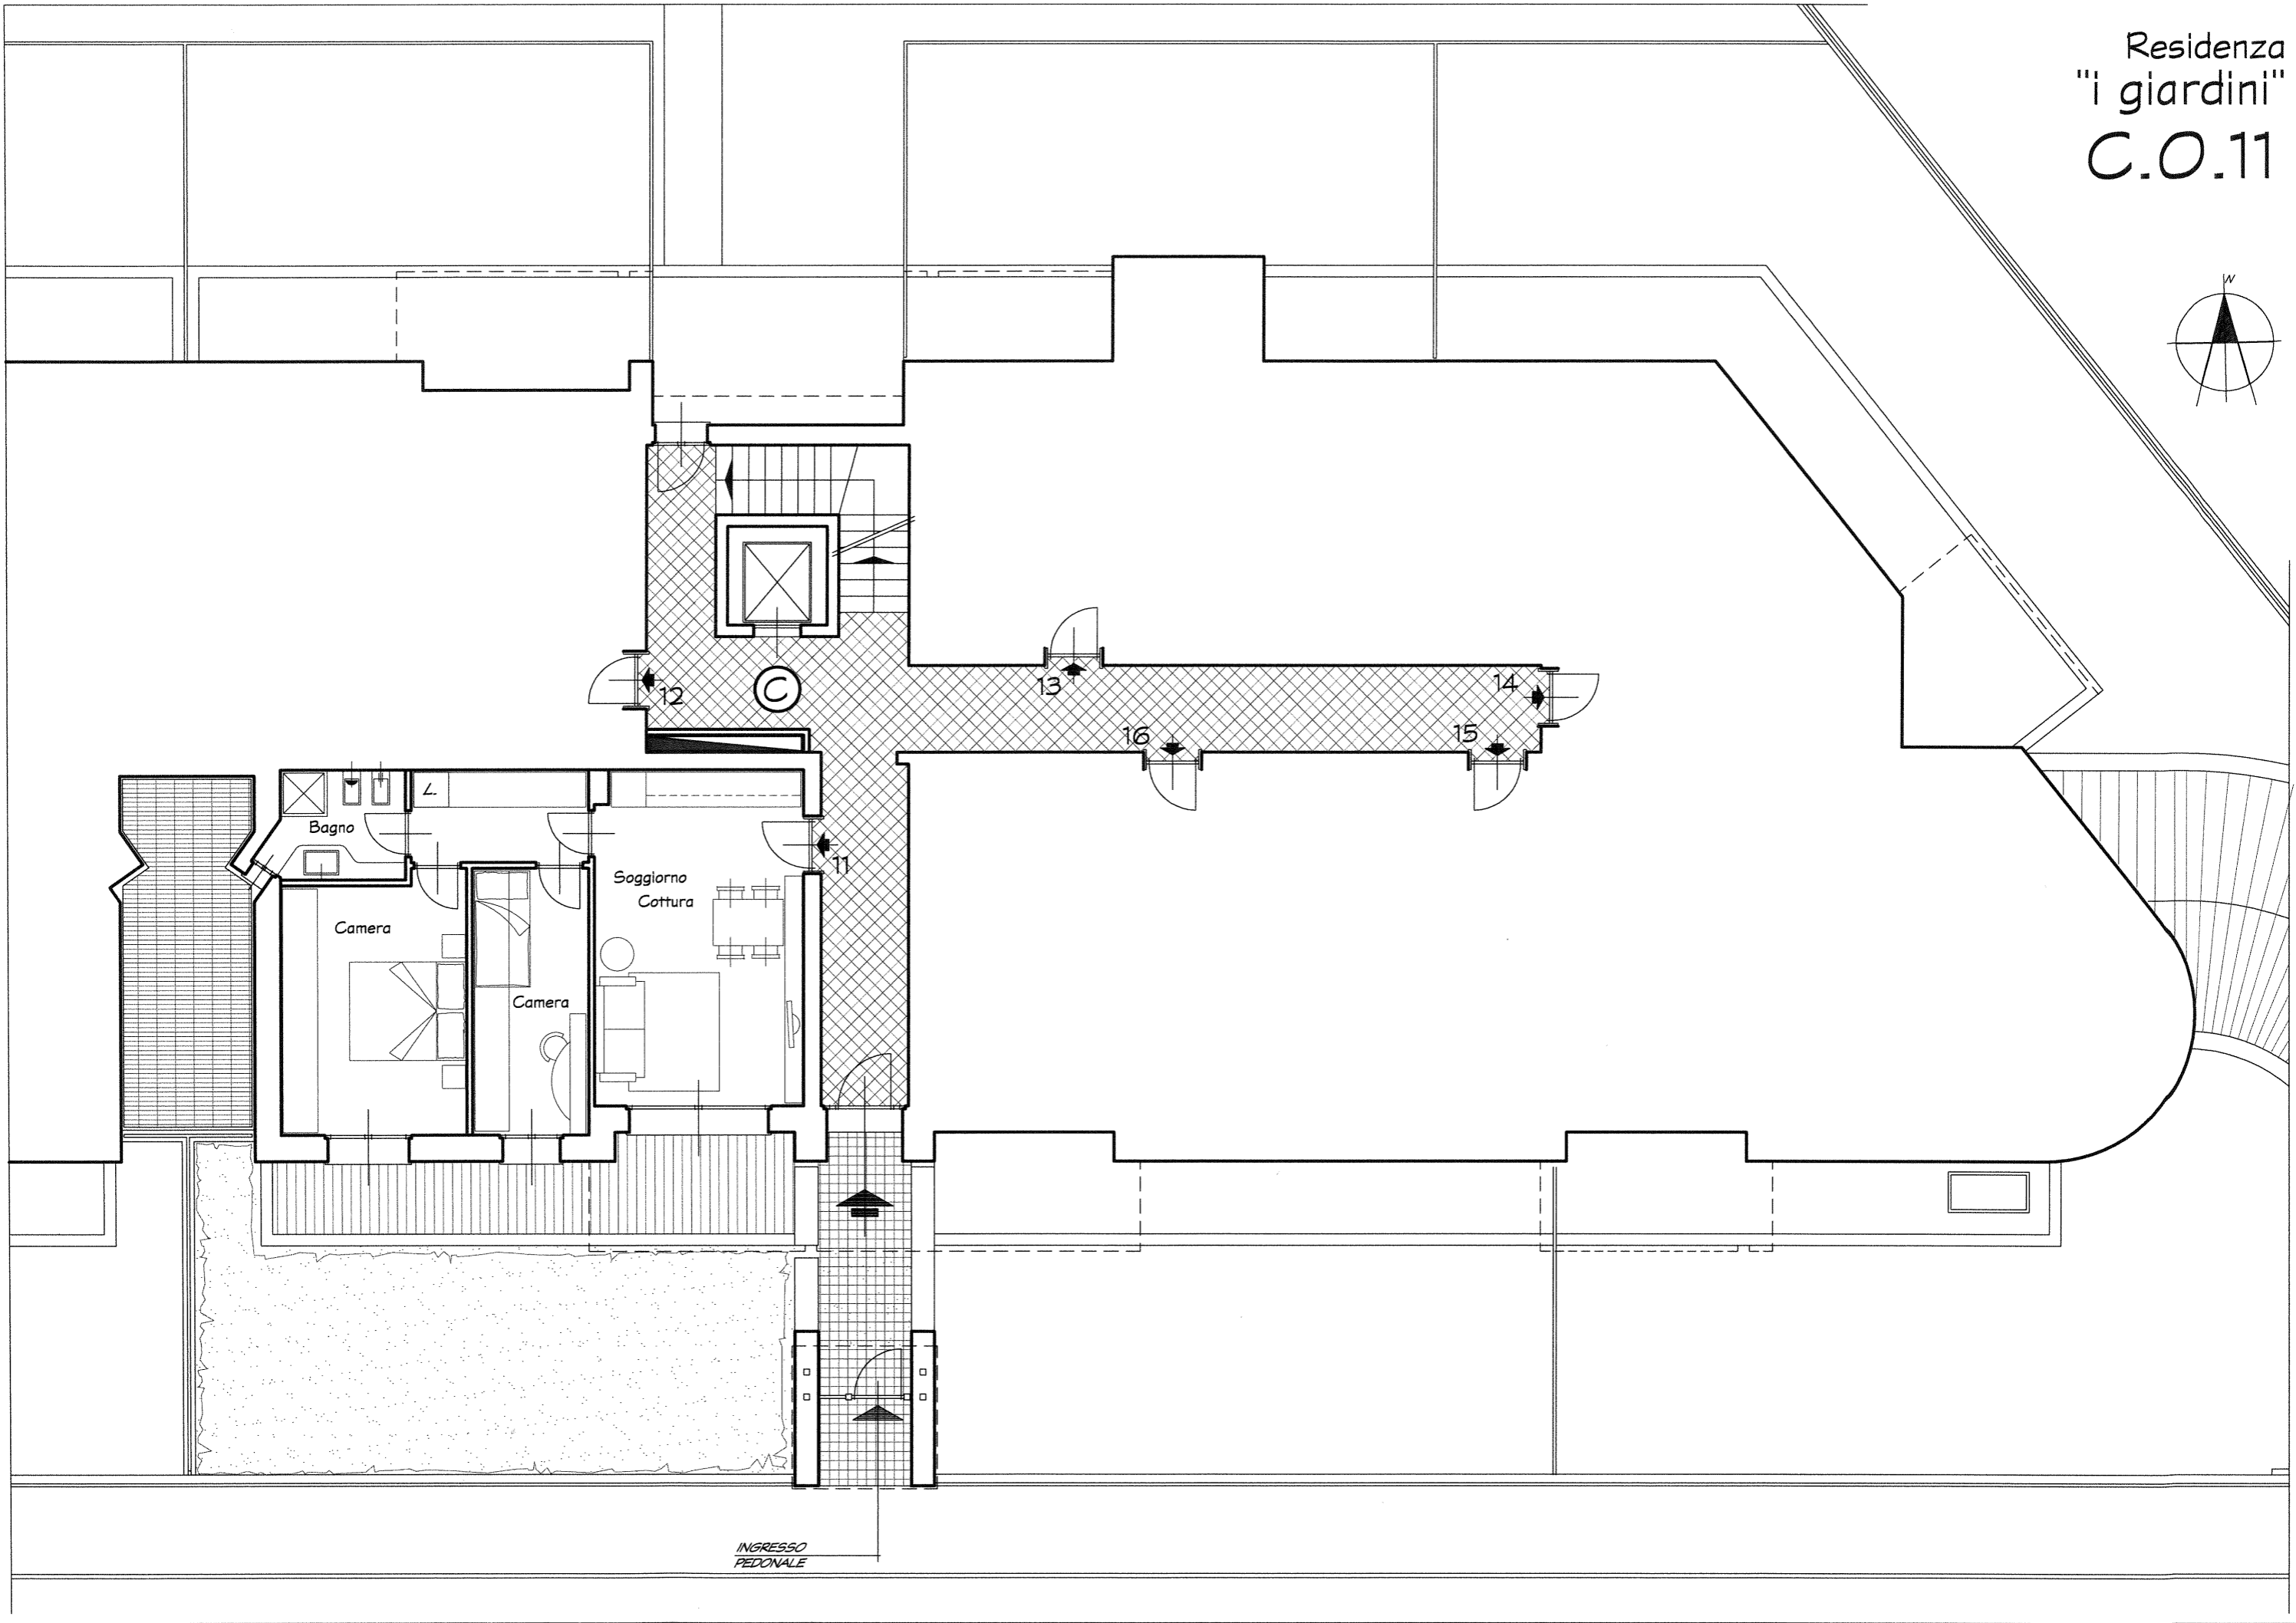 Residenza
"i giardini"
C.O.11
N
12
C
13
14
16
15
L.
Bagno
11
Soggiorno
Cottura
Camera
Camera
INGRESSO
PEDONALE